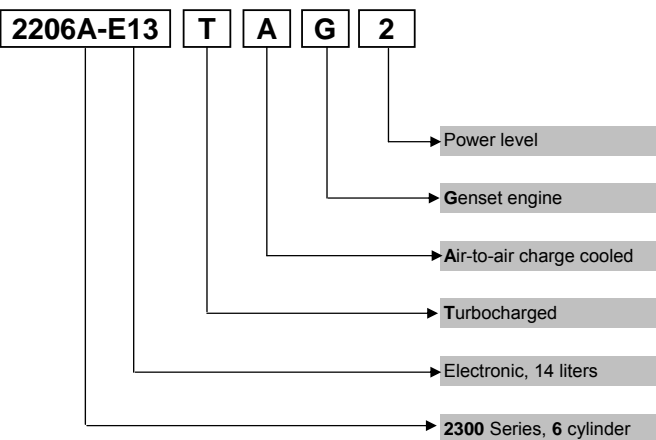 2206A-E13 T A G 2
Power level
Genset engine
Air-to-air charge cooled
Turbocharged
Electronic, 14 liters
2300 Series, 6 cylinder